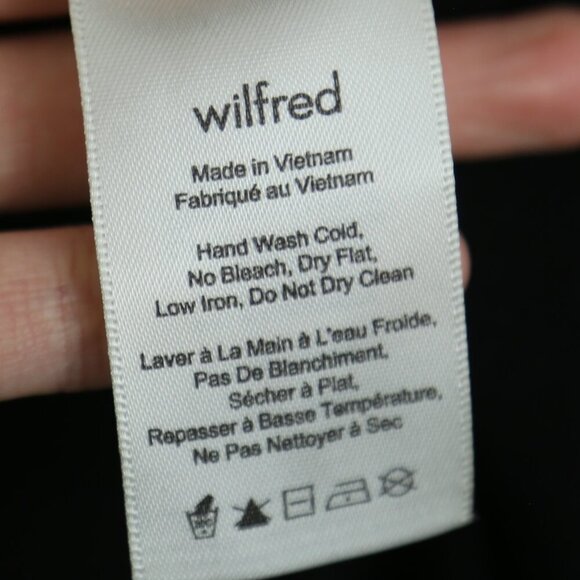 wilfred
Made in Vietnam
Fabriqué au Vietnam
Hand Wash Cold,
No Bleach, Dry Flat,
Low Iron, Do Not Dry Clean
Laver à La Main à L'eau Froide,
Pas De Blanchiment,
Sécher à Plat,
Repasser à Basse Température,
Ne Pas Nettoyer à Sec